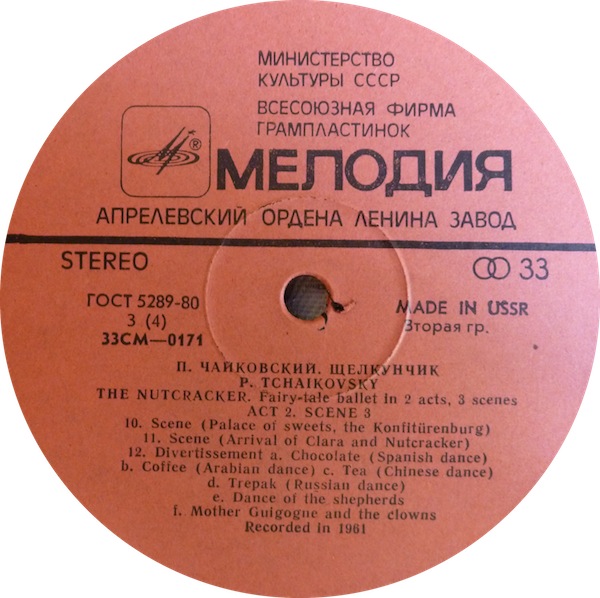 МИНИСТЕРСТВО
КУЛЬТУРЫ СССР
ВСЕСОЮЗНАЯ ФИРМА
ГРАМПЛАСТИНОК
®
МЕЛОДИЯ
АПРЕЛЕВСКИЙ ОРДЕНА ЛЕНИНА ЗАВОД
STEREO 33
ГОСТ 5289-80
3 (4)
33СМ—0171
MADE IN USSR
Вторая гр.
П. ЧАЙКОВСКИЙ. ЩЕЛКУНЧИК
P. TCHAIKOVSKY
THE NUTCRACKER. Fairy-tale ballet in 2 acts, 3 scenes
ACT 2. SCENE 3
10. Scene (Palace of sweets, the Konfitürenburg)
11. Scene (Arrival of Clara and Nutcracker)
12. Divertissement a. Chocolate (Spanish dance)
b. Coffee (Arabian dance) c. Tea (Chinese dance)
d. Trepak (Russian dance)
e. Dance of the shepherds
f. Mother Guigogne and the clowns
Recorded in 1961